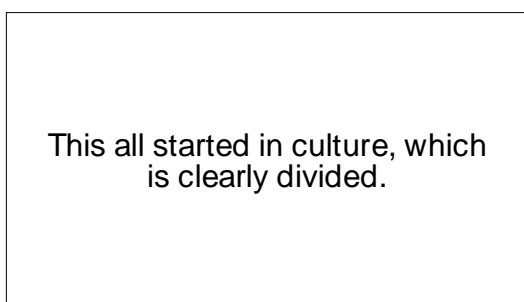 This all started in culture, which
is clearly divided.